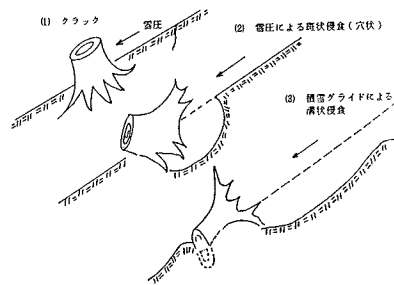 (1) クラック
雪圧
(2) 雪圧による斑状侵食(穴状)
(3) 積雪グライドによる
溝状侵食